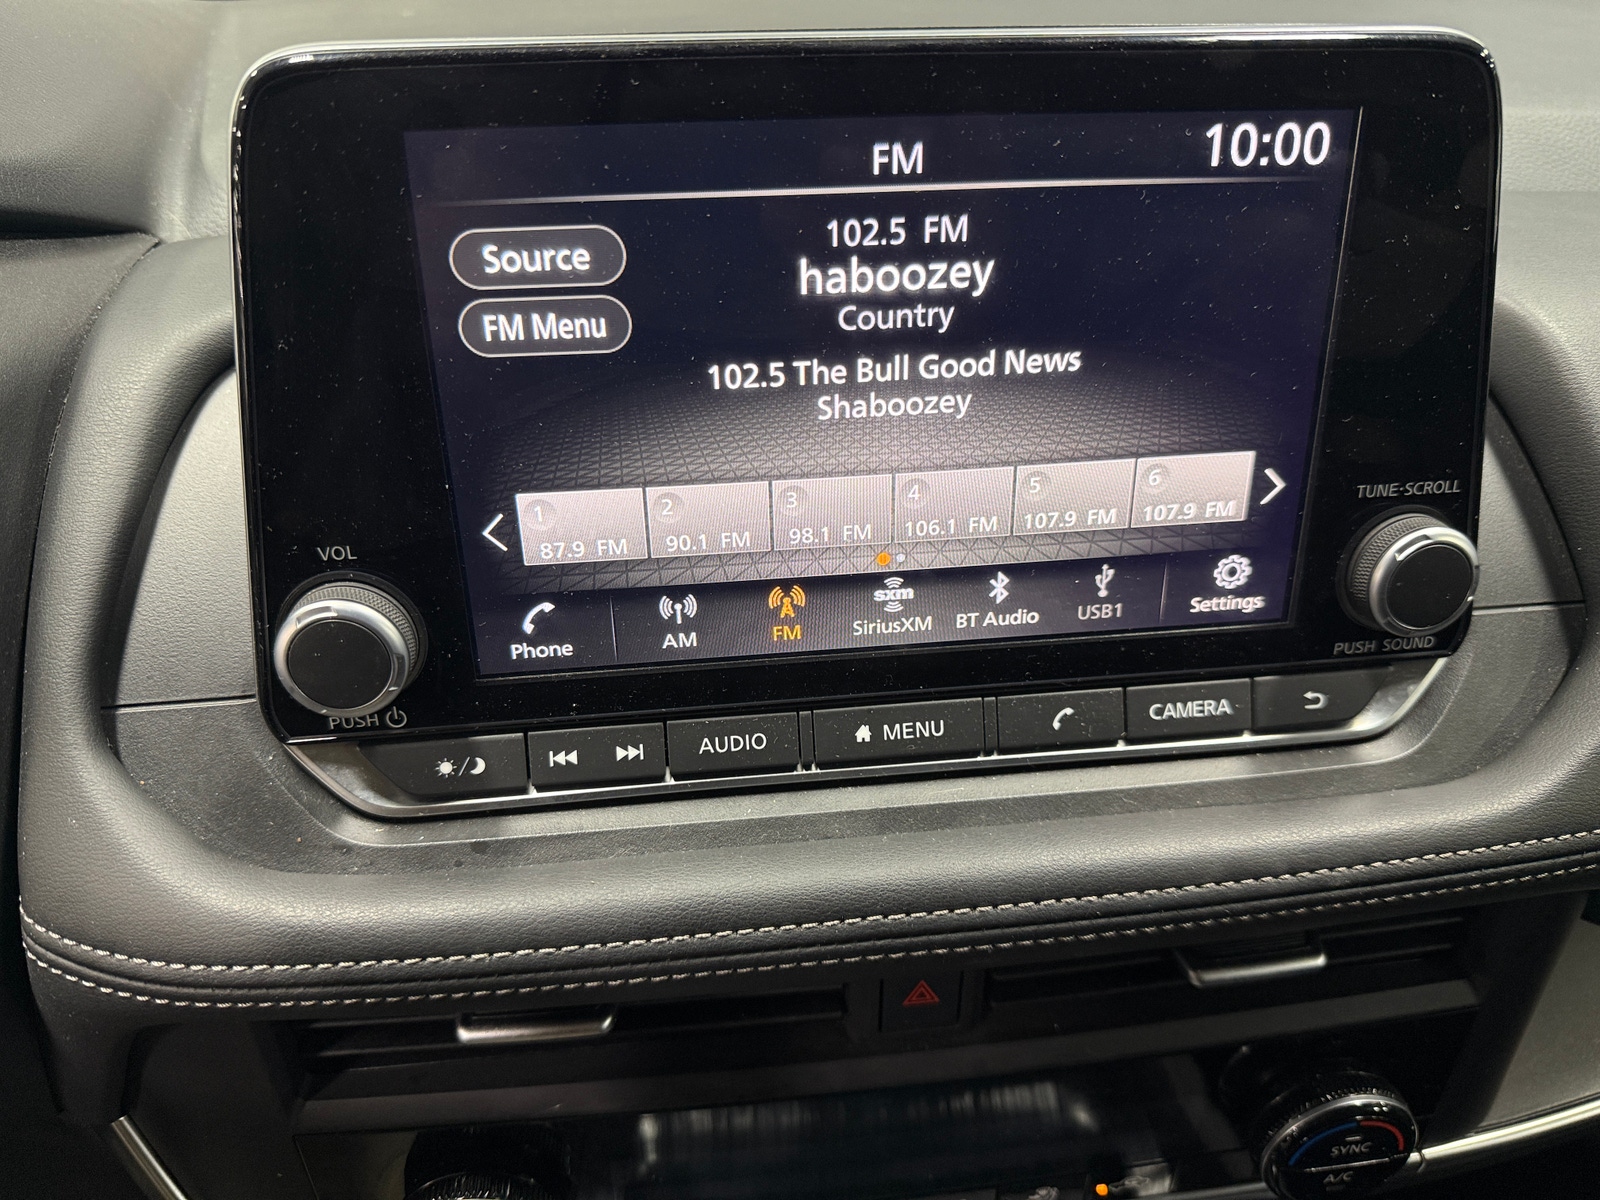 FM
10:00
Source
102.5 FM
haboozey
FM Menu
Country
102.5 The Bull Good News
Shaboozey
1
87.9 FM
2
90.1 FM
3
98.1 FM
4
106.1 FM
5
107.9 FM
6
107.9 FM
Phone
AM
FM
sxm
SiriusXM
BT Audio
USB1
Settings
VOL
PUSH
TUNE·SCROLL
PUSH SOUND
AUDIO
MENU
CAMERA
SYNC
A/C